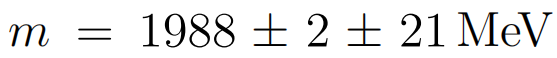 m = 1988 ± 2 ± 21 MeV